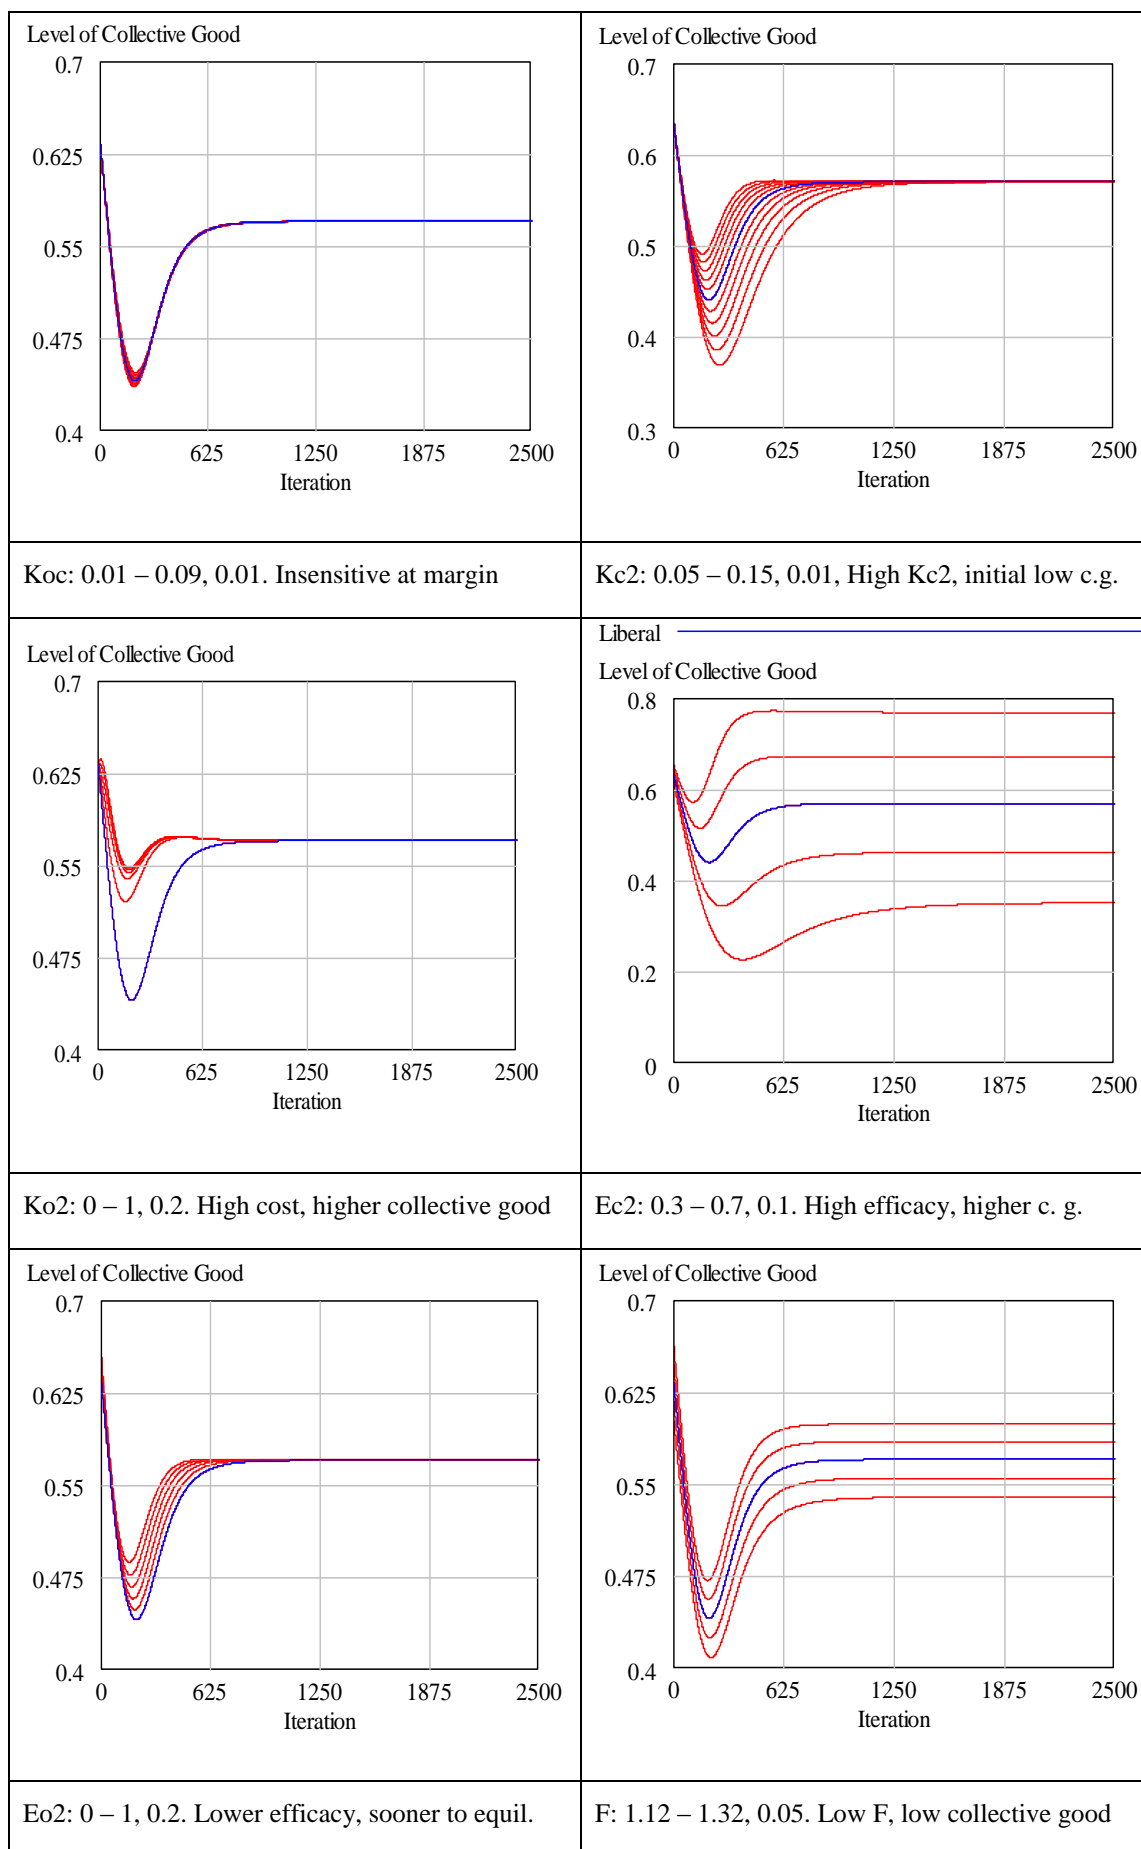 Level of Collective Good
0.7
0.625
0.55
0.475
0.4
0 625 1250 1875 2500
Iteration
Koc: 0.01 – 0.09, 0.01. Insensitive at margin
Level of Collective Good
0.7
0.6
0.5
0.4
0.3
0 625 1250 1875 2500
Iteration
Kc2: 0.05 – 0.15, 0.01, High Kc2, initial low c.g.
Level of Collective Good
0.7
0.625
0.55
0.475
0.4
0 625 1250 1875 2500
Iteration
Ko2: 0 – 1, 0.2. High cost, higher collective good
Liberal
Level of Collective Good
0.8
0.6
0.4
0.2
0
0 625 1250 1875 2500
Iteration
Ec2: 0.3 – 0.7, 0.1. High efficacy, higher c. g.
Level of Collective Good
0.7
0.625
0.55
0.475
0.4
0 625 1250 1875 2500
Iteration
Eo2: 0 – 1, 0.2. Lower efficacy, sooner to equil.
Level of Collective Good
0.7
0.625
0.55
0.475
0.4
0 625 1250 1875 2500
Iteration
F: 1.12 – 1.32, 0.05. Low F, low collective good